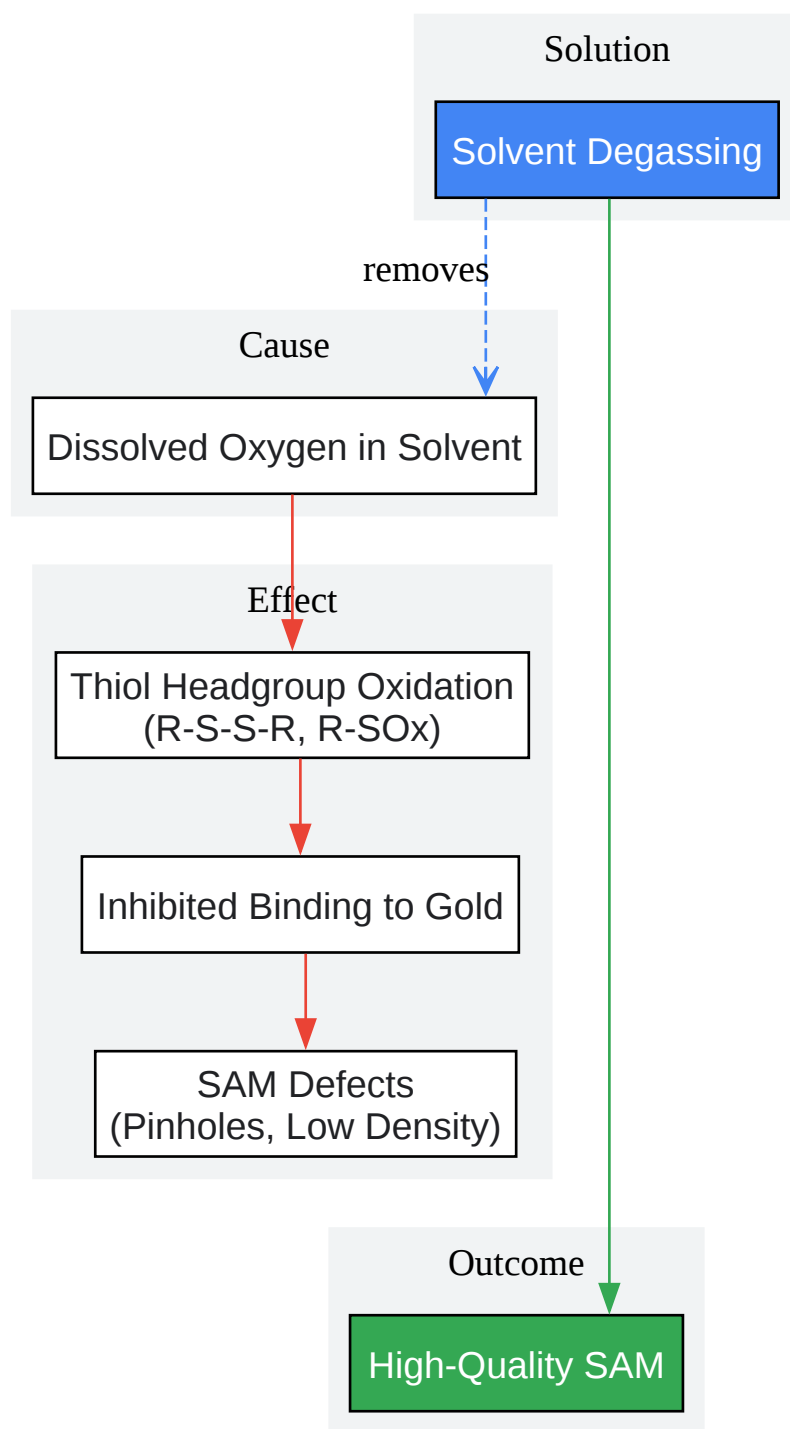 Solution
Solvent Degassing
removes
Cause
Dissolved Oxygen in Solvent
Effect
Thiol Headgroup Oxidation
(R-S-S-R, R-SOx)
Inhibited Binding to Gold
SAM Defects
(Pinholes, Low Density)
Outcome
High-Quality SAM